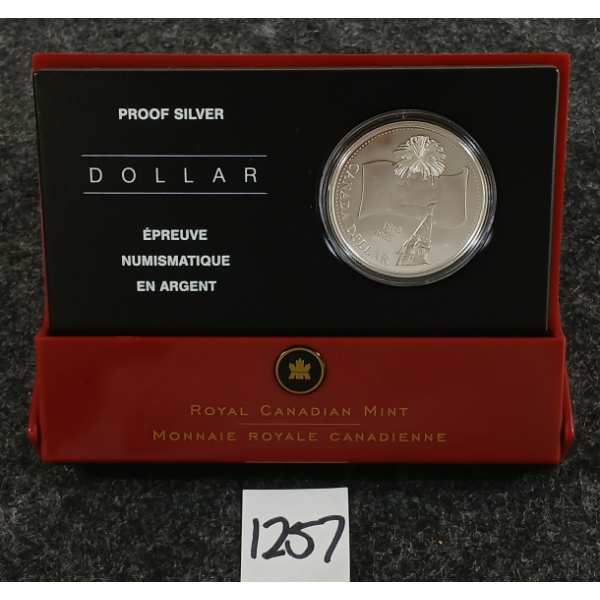 PROOF SILVER
DOLLAR
ÉPREUVE
NUMISMATIQUE
EN ARGENT
CANADA DOLLAR
ROYAL CANADIAN MINT
MONNAIE ROYALE CANADIENNE
1257